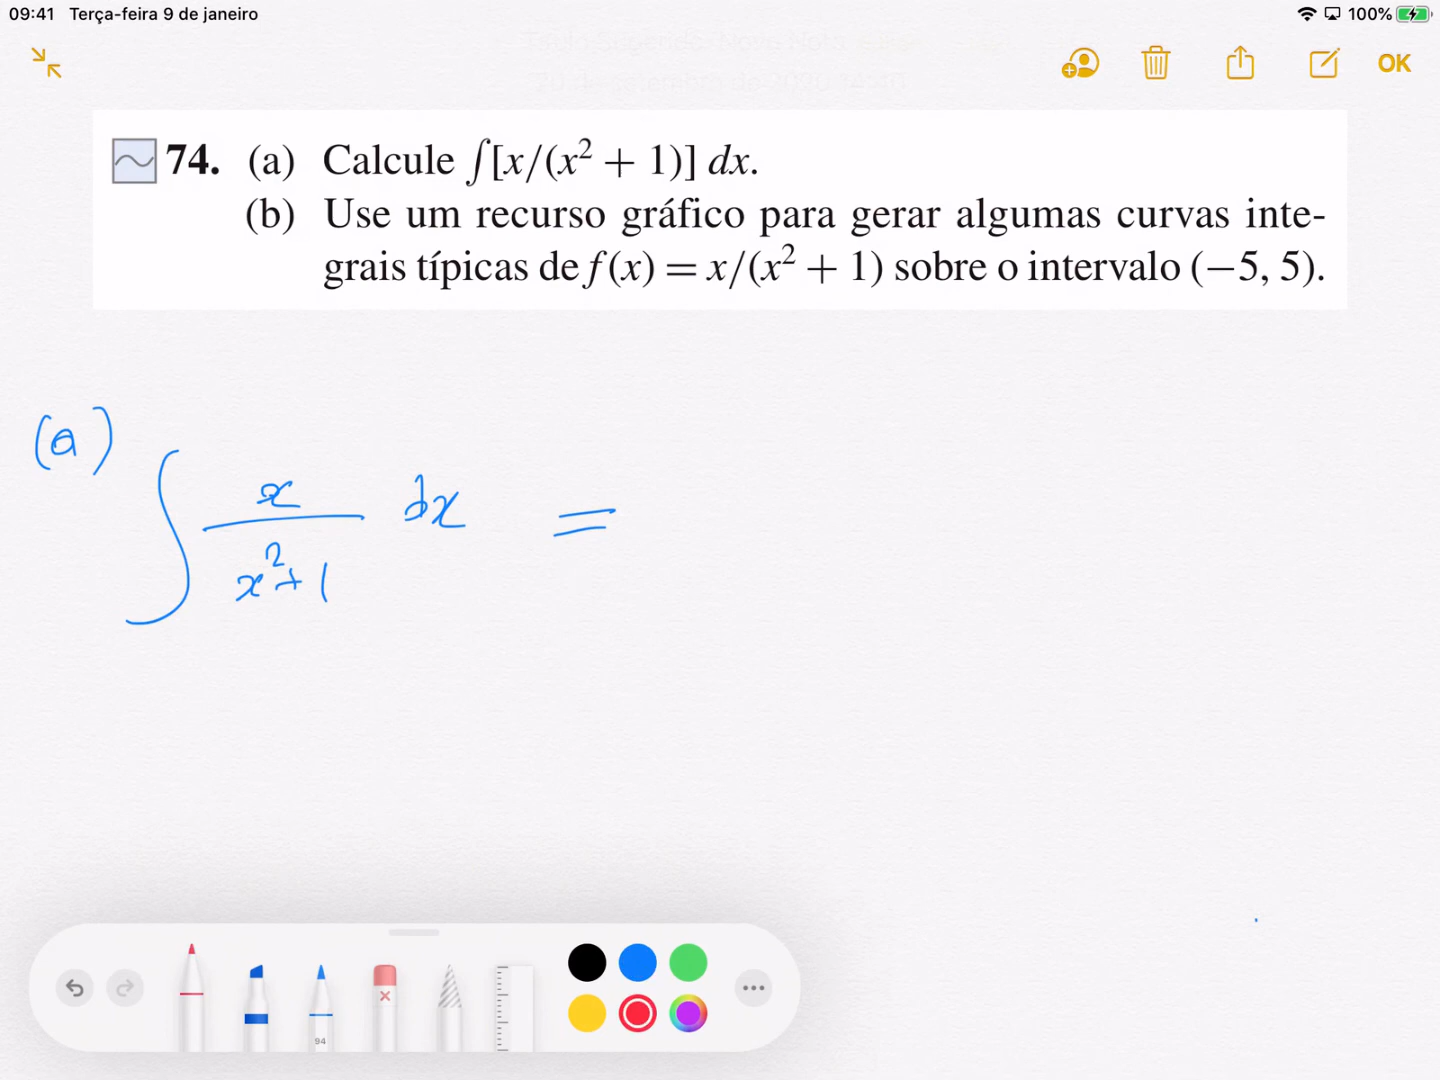 09:41 Terça-feira 9 de janeiro 100%
OK
74. (a) Calcule ∫[x/(x² + 1)] dx.
(b) Use um recurso gráfico para gerar algumas curvas inte-
grais típicas de f(x) = x/(x² + 1) sobre o intervalo (−5, 5).
(a)
∫ x/(x²+1) dx =
94